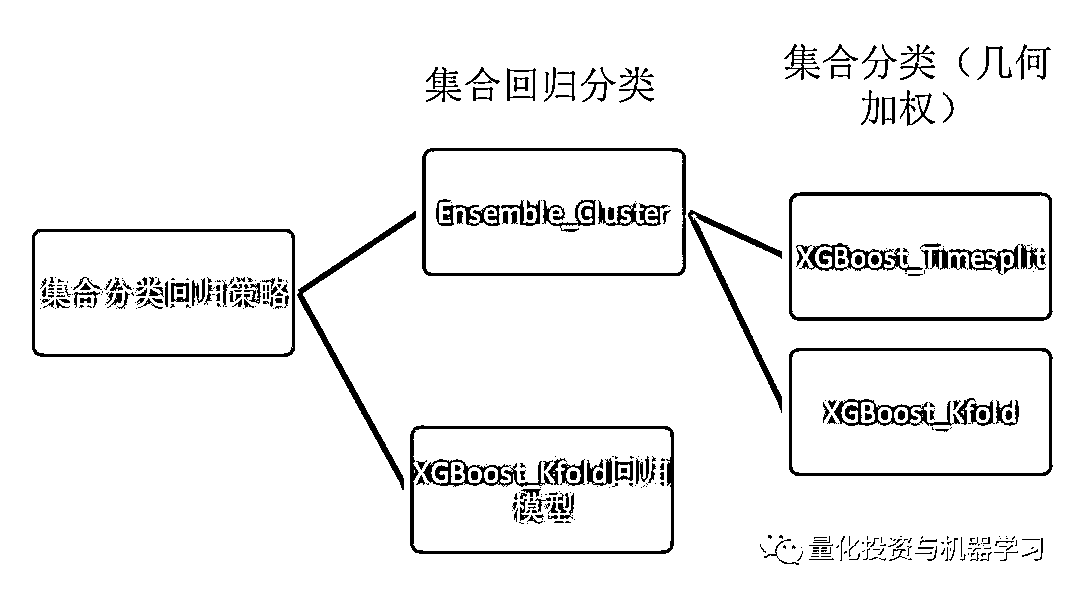 集合分类（几何
加权）
集合回归分类
Ensemble_Cluster
XGBoost_Timesplit
集合分类回归策略
XGBoost_Kfold
XGBoost_Kfold回归
模型
量化投资与机器学习